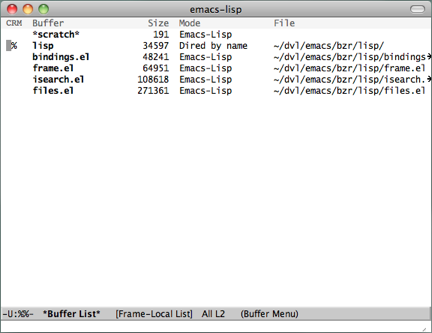 emacs-lisp
CRM Buffer Size Mode File
*scratch* 191 Emacs-Lisp
% lisp 34597 Dired by name ~/dvl/emacs/bzr/lisp/
bindings.el 48241 Emacs-Lisp ~/dvl/emacs/bzr/lisp/bindings→
frame.el 64951 Emacs-Lisp ~/dvl/emacs/bzr/lisp/frame.el
isearch.el 108618 Emacs-Lisp ~/dvl/emacs/bzr/lisp/isearch.→
files.el 271361 Emacs-Lisp ~/dvl/emacs/bzr/lisp/files.el
-U:%%- *Buffer List* [Frame-Local List] All L2 (Buffer Menu)